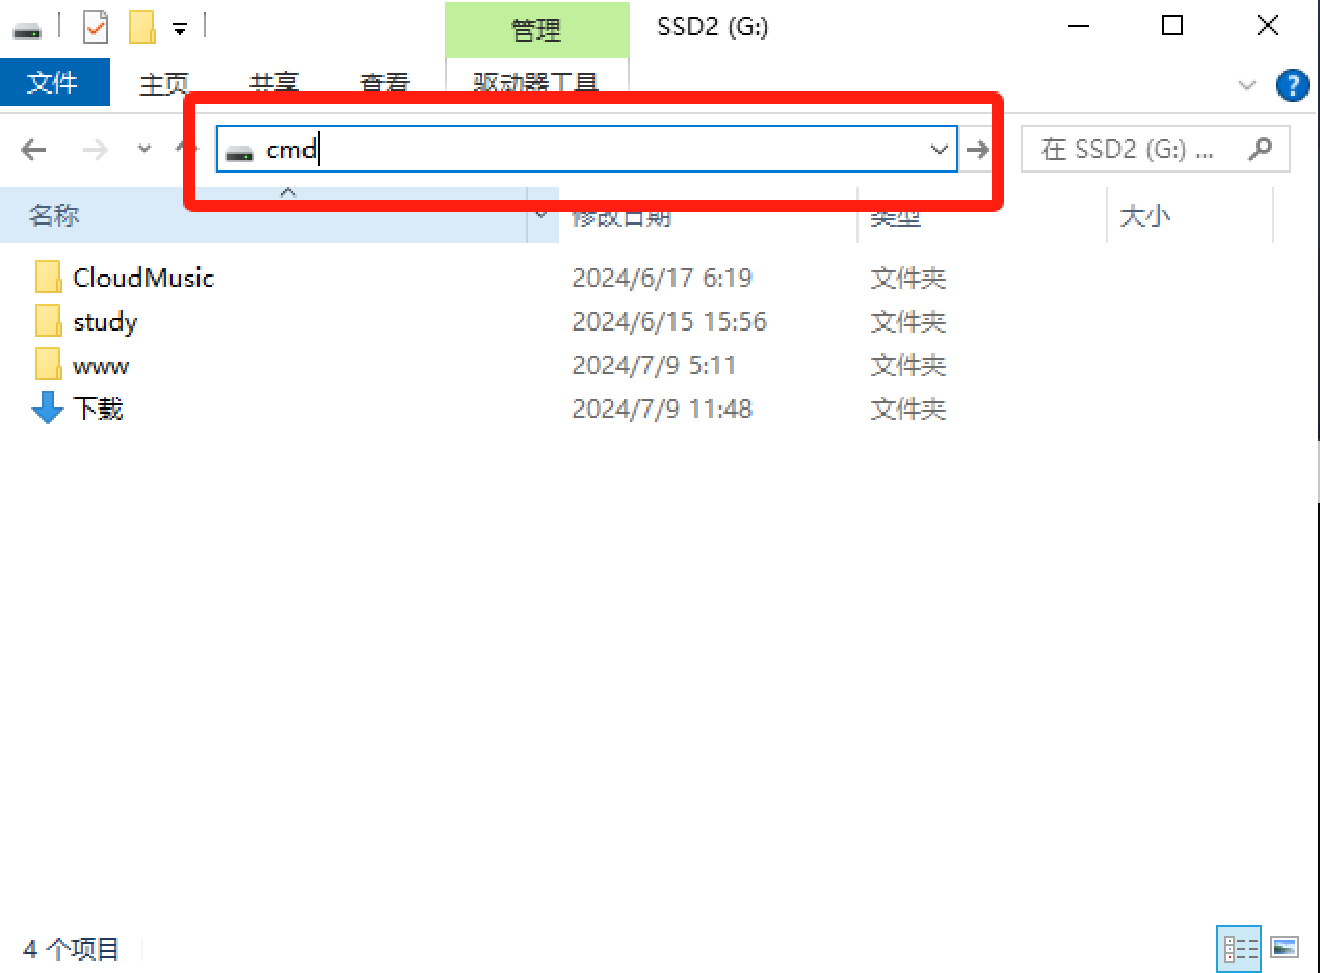 管理
SSD2 (G:)
文件
主页
共享
查看
驱动器工具
?
cmd
在 SSD2 (G:) ...
名称
修改日期
类型
大小
CloudMusic
2024/6/17 6:19
文件夹
study
2024/6/15 15:56
文件夹
www
2024/7/9 5:11
文件夹
下载
2024/7/9 11:48
文件夹
4 个项目